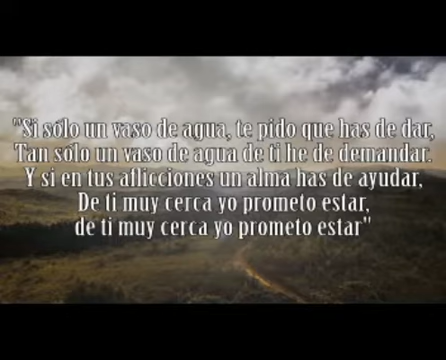 "Si sólo un vaso de agua, te pido que has de dar,
Tan sólo un vaso de agua de ti he de demandar.
Y si en tus aflicciones un alma has de ayudar,
De ti muy cerca yo prometo estar,
de ti muy cerca yo prometo estar"